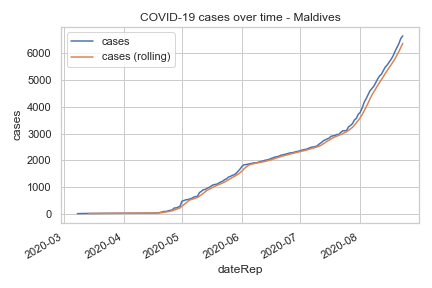 COVID-19 cases over time - Maldives
cases
cases (rolling)
cases
6000
5000
4000
3000
2000
1000
0
2020-03
2020-04
2020-05
2020-06
2020-07
2020-08
dateRep